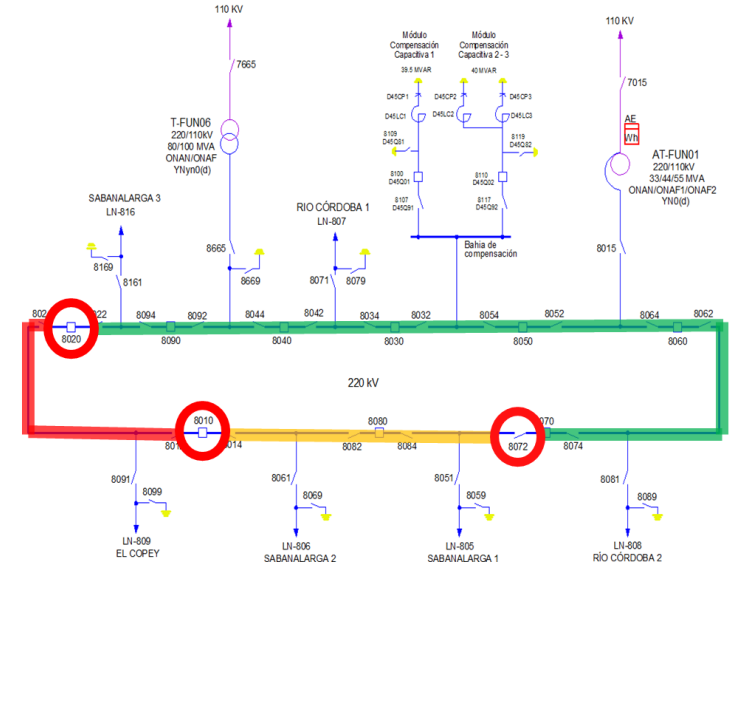 110 KV
110 KV
Módulo
Compensación
Capacitiva 1
Módulo
Compensación
Capacitiva 2 - 3
39.5 MVAR
40 MVAR
7665
7015
D45CP1
D45CP2
D45CP3
D45LC1
D45LC2
D45LC3
AE
Wh
T-FUN06
220/110kV
80/100 MVA
ONAN/ONAF
YNyn0(d)
8109
D45Q81
8119
D45Q82
AT-FUN01
220/110kV
33/44/55 MVA
ONAN/ONAF1/ONAF2
YN0(d)
8100
D45Q01
8110
D45Q02
8107
D45Q91
8117
D45Q92
SABANALARGA 3
LN-816
RIO CÓRDOBA 1
LN-807
Bahia de
compensación
8665
8015
8169
8161
8669
8071
8079
802
22
8094
8092
8044
8042
8034
8032
8054
8052
8064
8062
8020
8090
8040
8030
8050
8060
220 kV
8010
8080
70
801
014
8082
8084
8072
8074
8091
8099
8061
8069
8051
8059
8081
8089
LN-809
EL COPEY
LN-806
SABANALARGA 2
LN-805
SABANALARGA 1
LN-808
RÍO CÓRDOBA 2